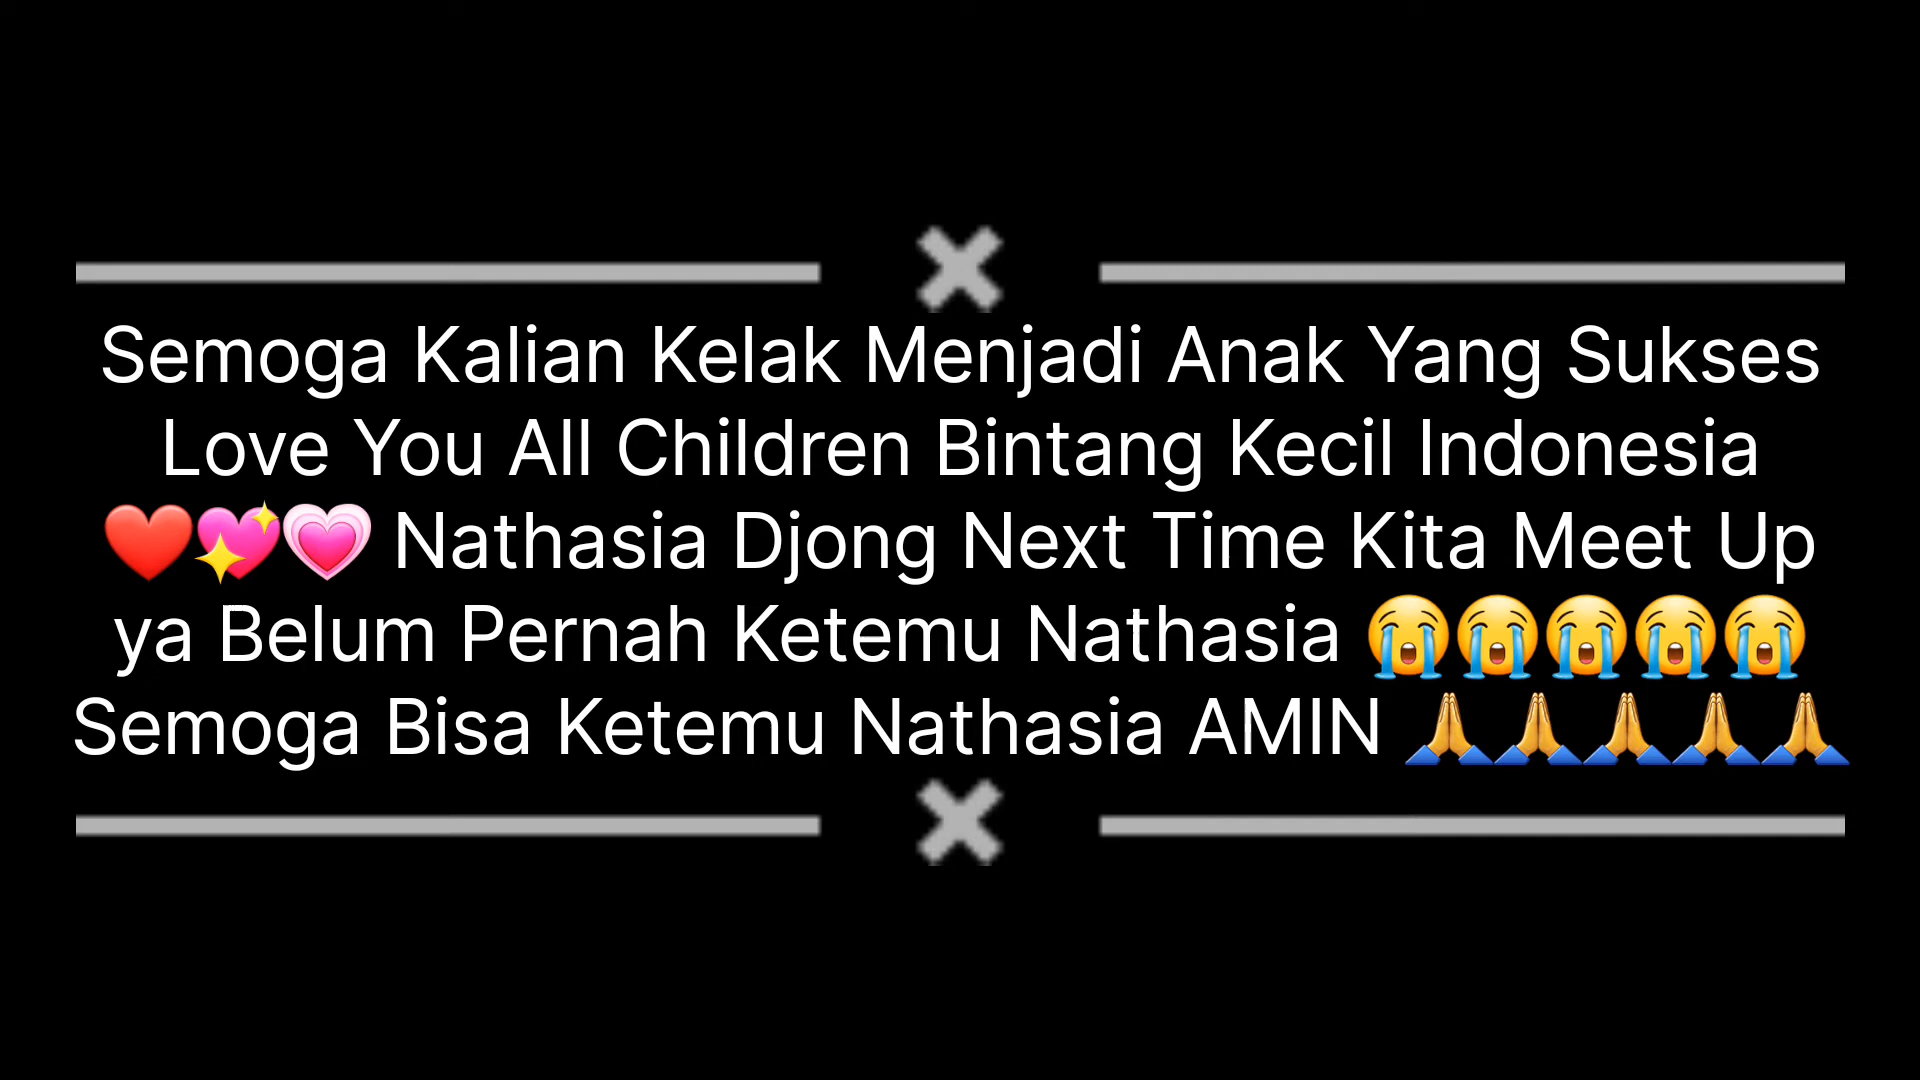 Semoga Kalian Kelak Menjadi Anak Yang Sukses
Love You All Children Bintang Kecil Indonesia
❤️💖💗 Nathasia Djong Next Time Kita Meet Up
ya Belum Pernah Ketemu Nathasia 😭😭😭😭😭
Semoga Bisa Ketemu Nathasia AMIN 🙏🙏🙏🙏🙏